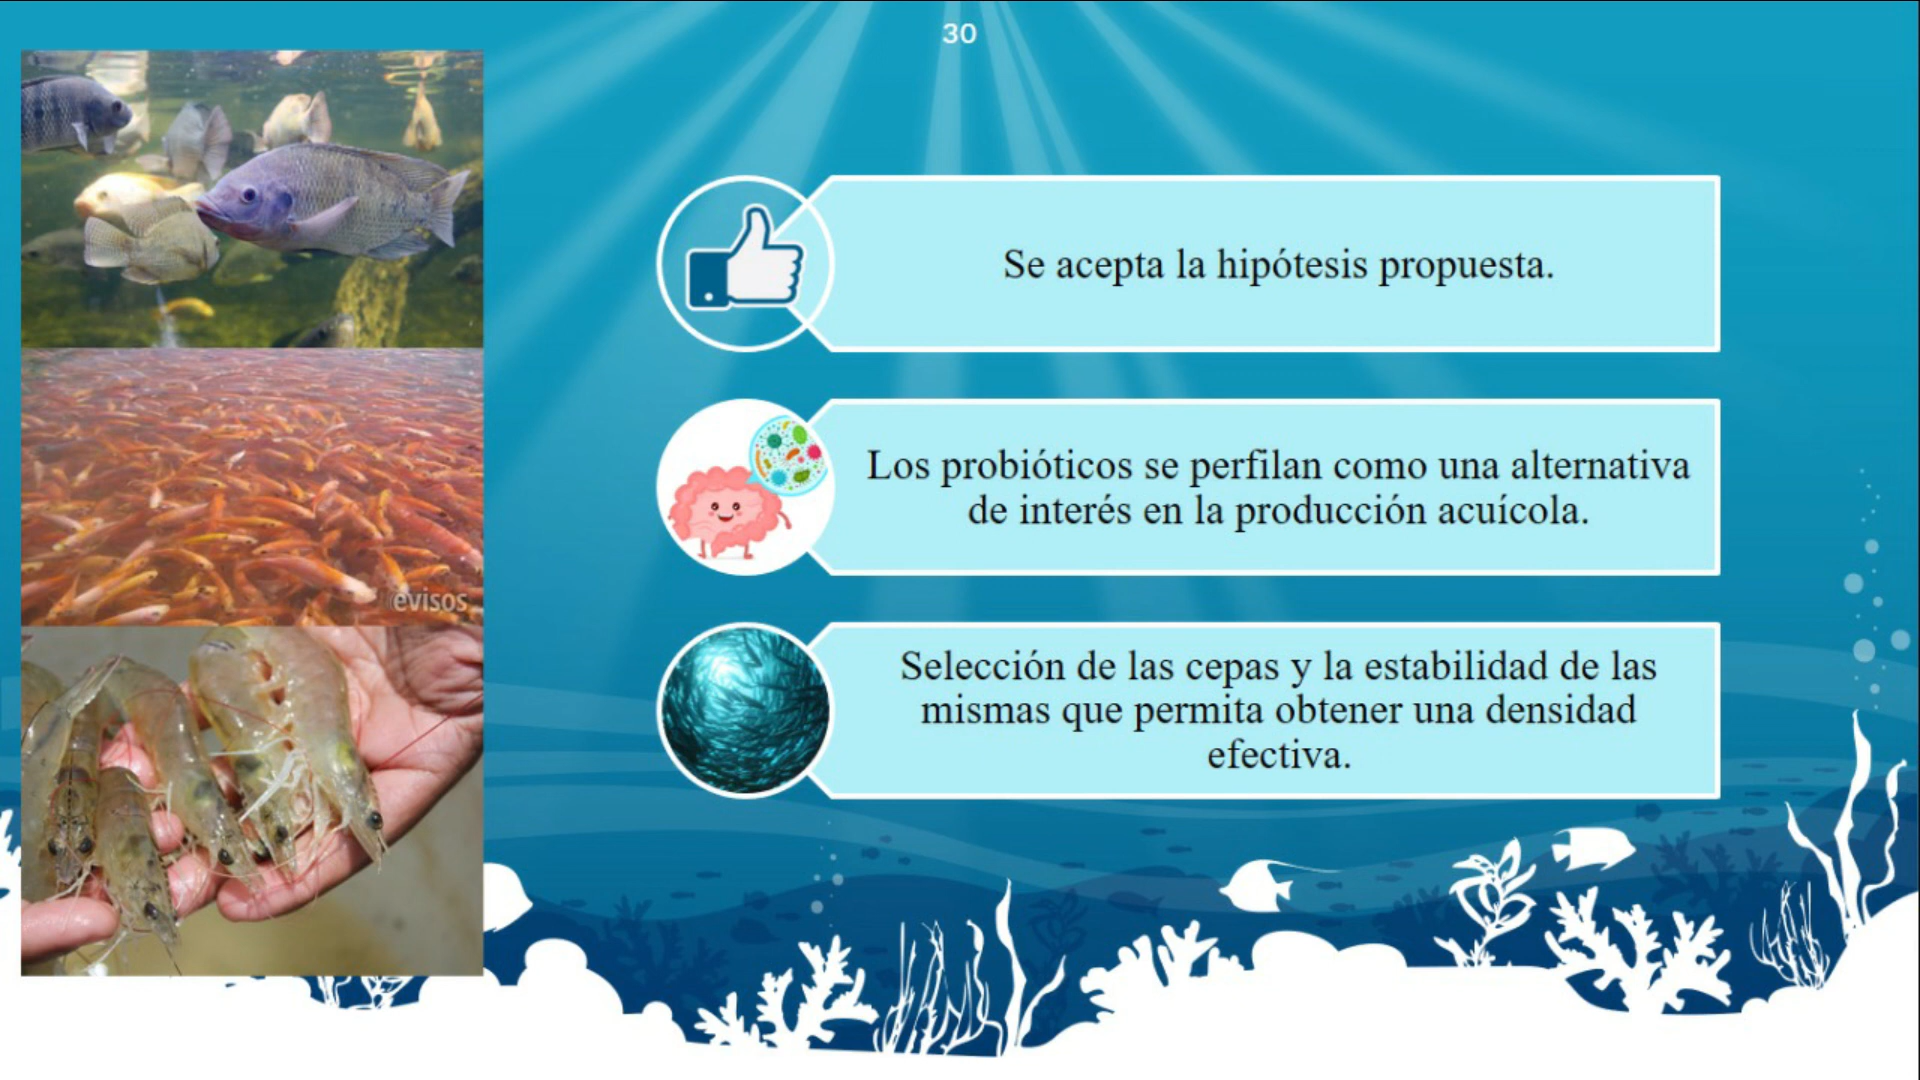 30
Se acepta la hipótesis propuesta.
Los probióticos se perfilan como una alternativa
de interés en la producción acuícola.
evisos
Selección de las cepas y la estabilidad de las
mismas que permita obtener una densidad
efectiva.